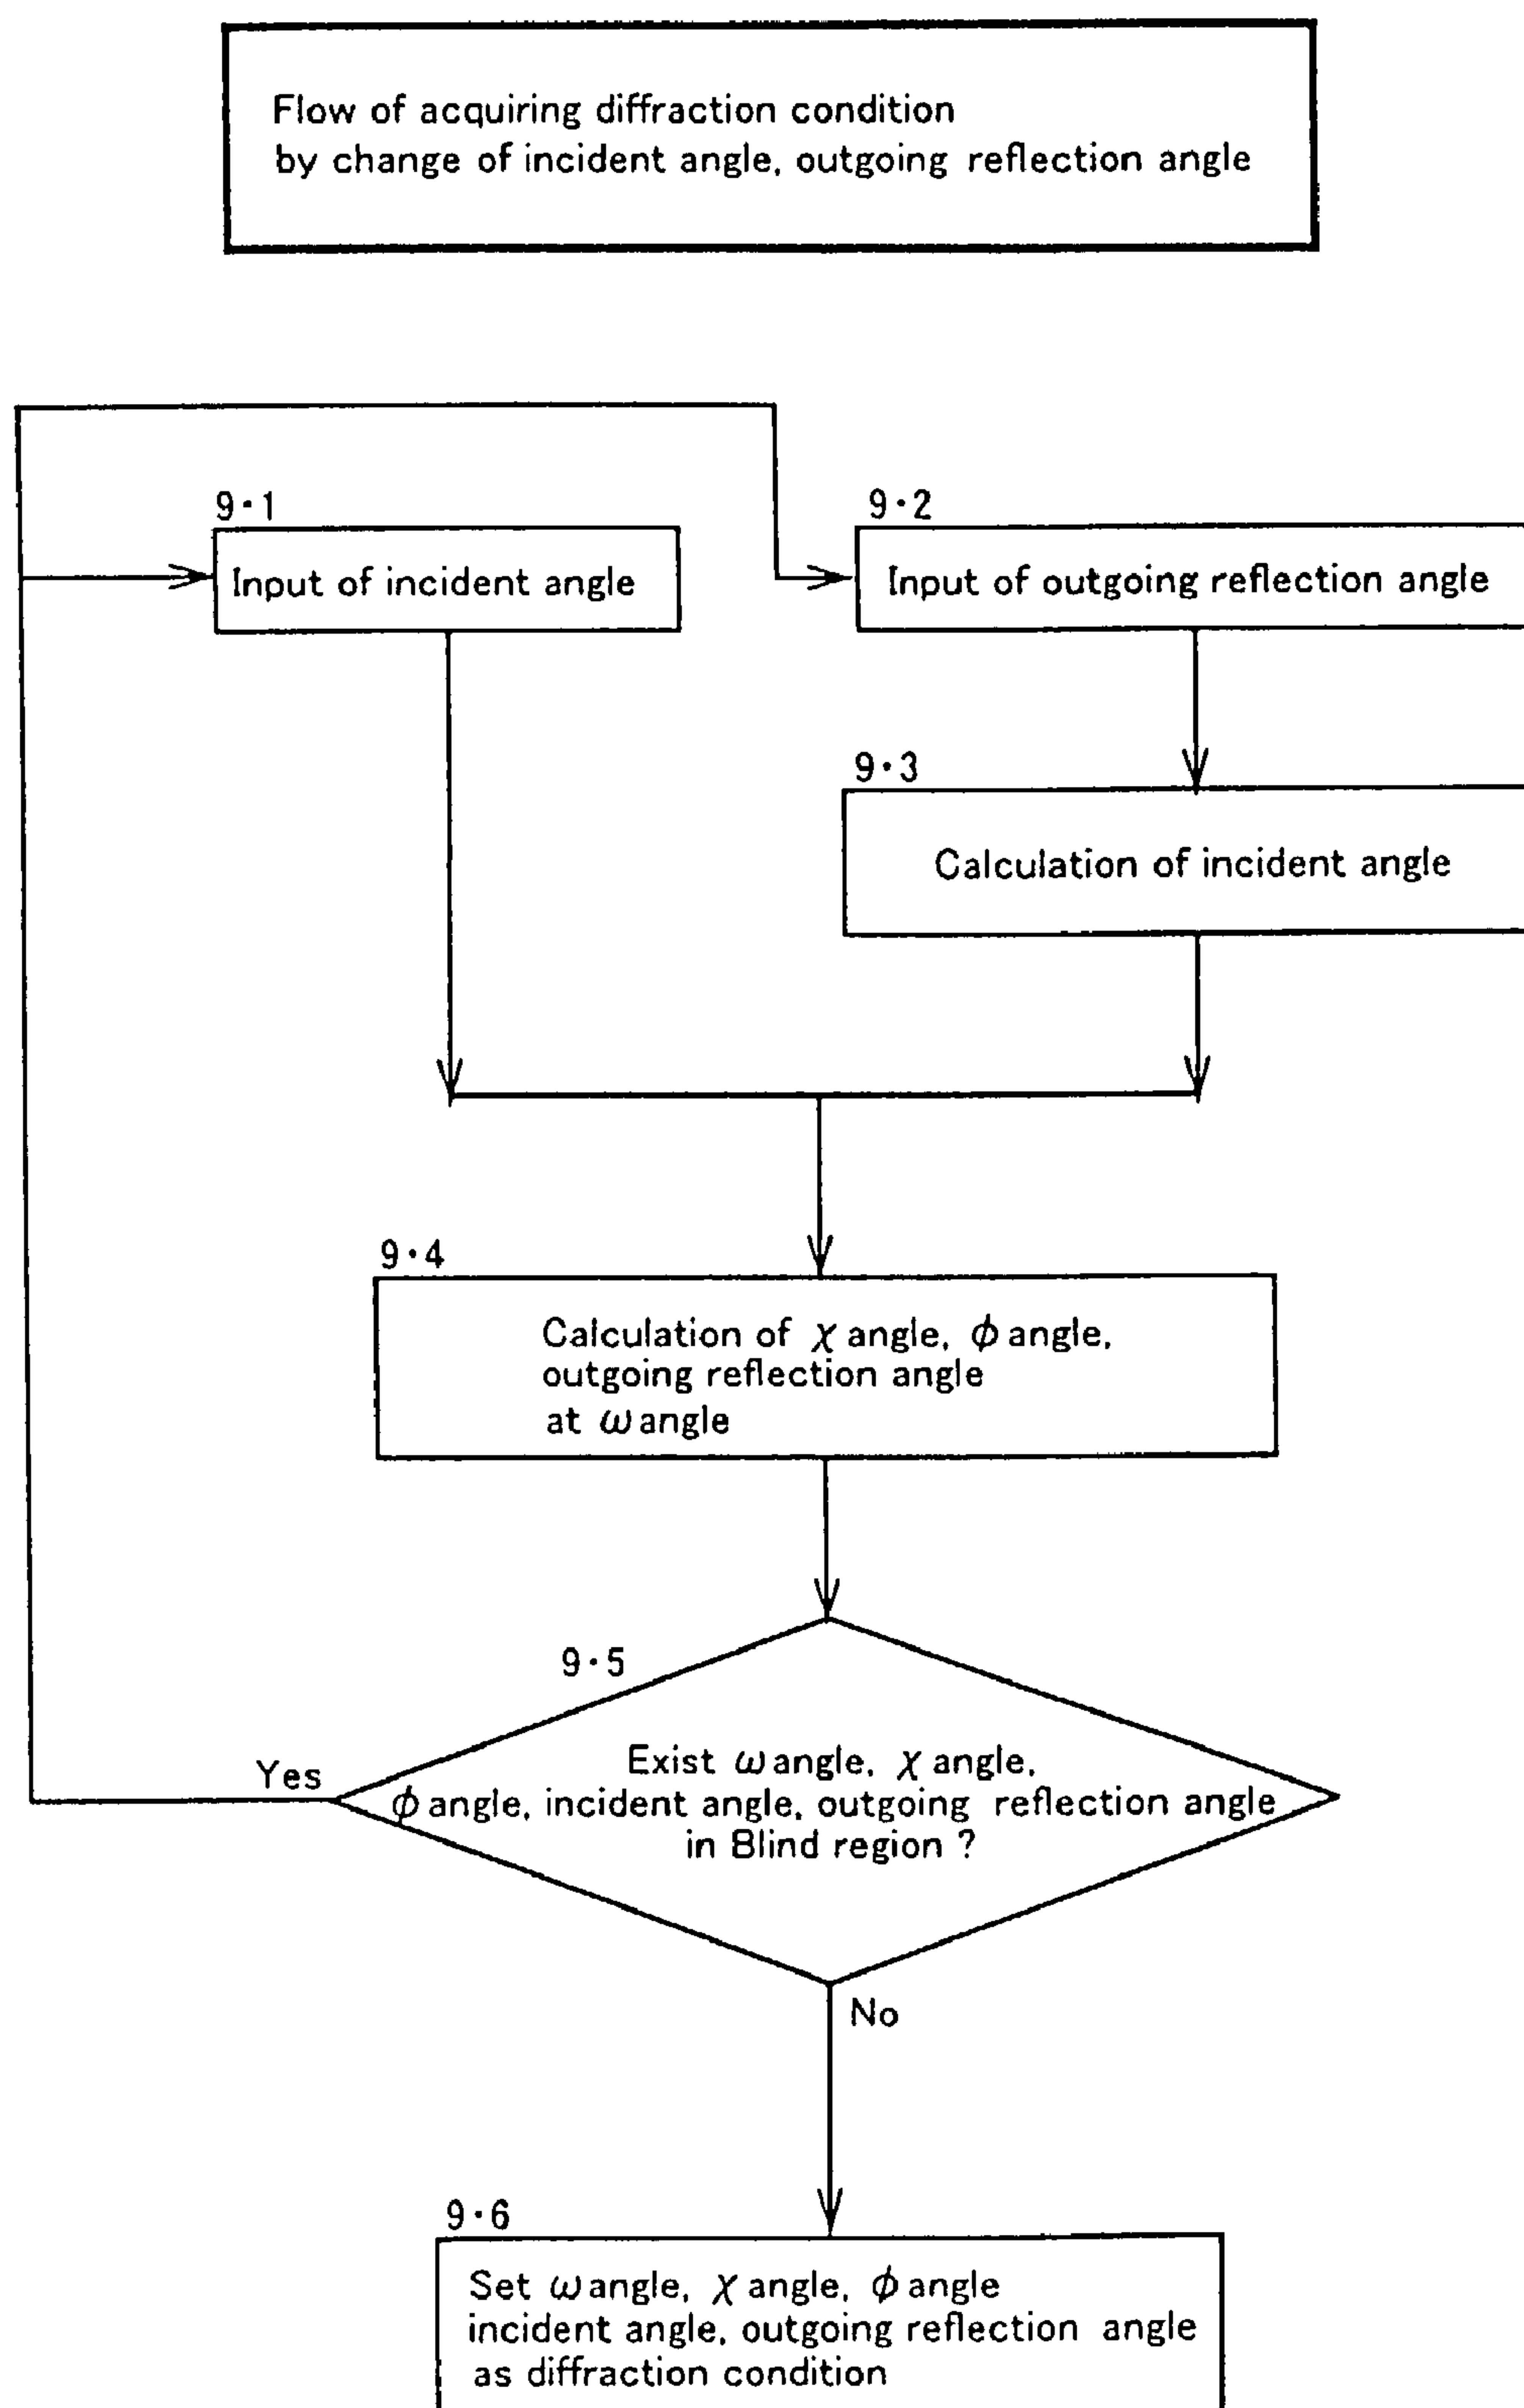 Flow of acquiring diffraction condition
by change of incident angle, outgoing reflection angle
9・1
Input of incident angle
9・2
Input of outgoing reflection angle
9・3
Calculation of incident angle
9・4
Calculation of χ angle, ϕ angle,
outgoing reflection angle
at ω angle
9・5
Exist ω angle, χ angle,
ϕ angle, incident angle, outgoing reflection angle
in Blind region ?
Yes
No
9・6
Set ω angle, χ angle, ϕ angle
incident angle, outgoing reflection angle
as diffraction condition